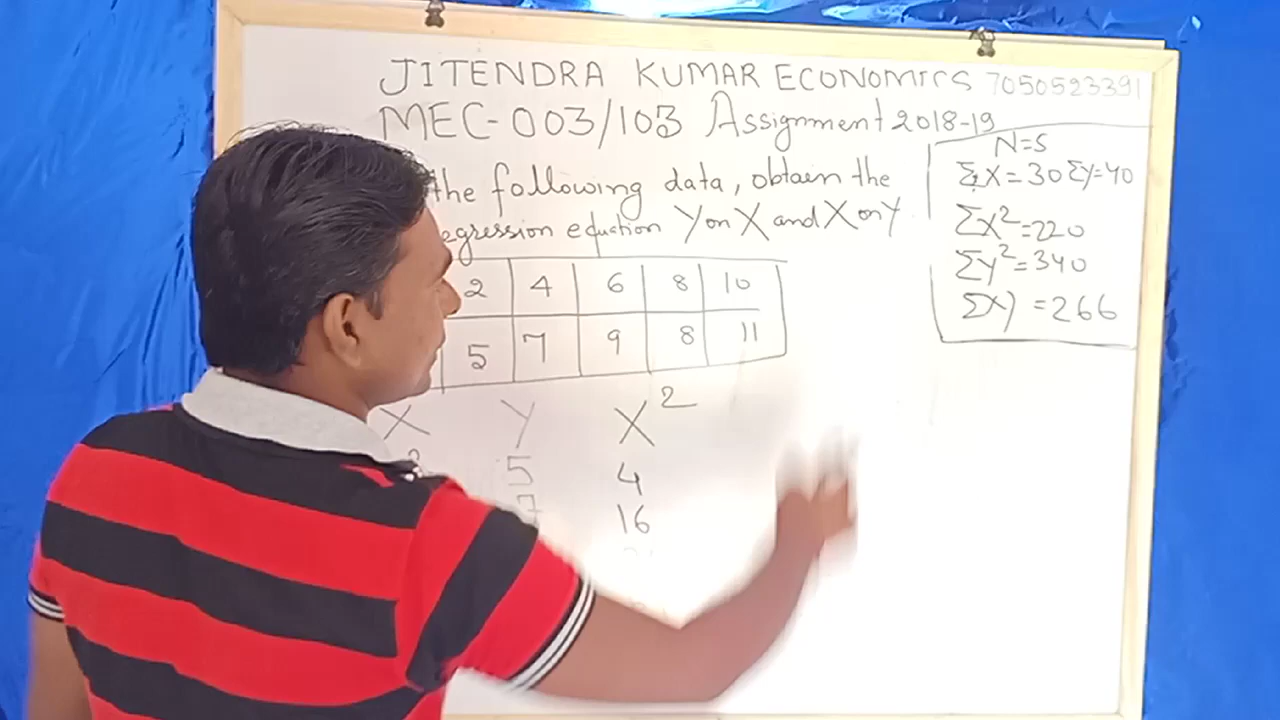 JITENDRA KUMAR ECONOMICS 7050523391
MEC-003/103 Assignment 2018-19
the following data, obtain the
egression equation Y on X and X on Y
2 4 6 8 10
5 7 9 8 11
X Y X²
5 4
7 16
N=5
ΣX=30 ΣY=40
ΣX²=220
ΣY²=340
ΣXY=266